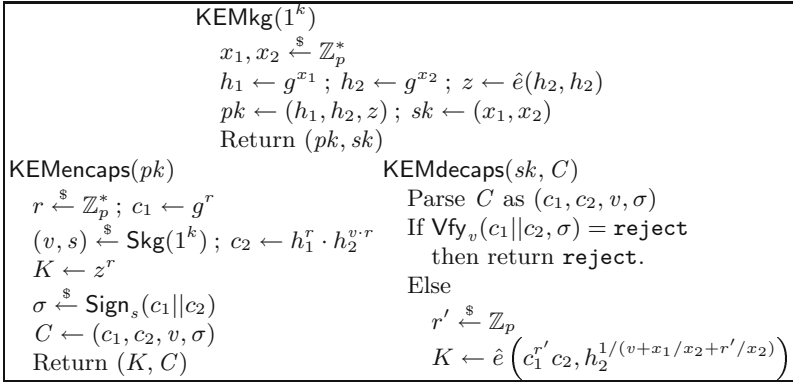 KEMkg(1^k)
x_1, x_2 ←$ ℤ_p^*
h_1 ← g^{x_1} ; h_2 ← g^{x_2} ; z ← ê(h_2, h_2)
pk ← (h_1, h_2, z) ; sk ← (x_1, x_2)
Return (pk, sk)
KEMencaps(pk)
r ←$ ℤ_p^* ; c_1 ← g^r
(v, s) ←$ Skg(1^k) ; c_2 ← h_1^r · h_2^{v·r}
K ← z^r
σ ←$ Sign_s(c_1||c_2)
C ← (c_1, c_2, v, σ)
Return (K, C)
KEMdecaps(sk, C)
Parse C as (c_1, c_2, v, σ)
If Vfy_v(c_1||c_2, σ) = reject
then return reject.
Else
r′ ←$ ℤ_p
K ← ê(c_1^{r′} c_2, h_2^{1/(v+x_1/x_2+r′/x_2)})